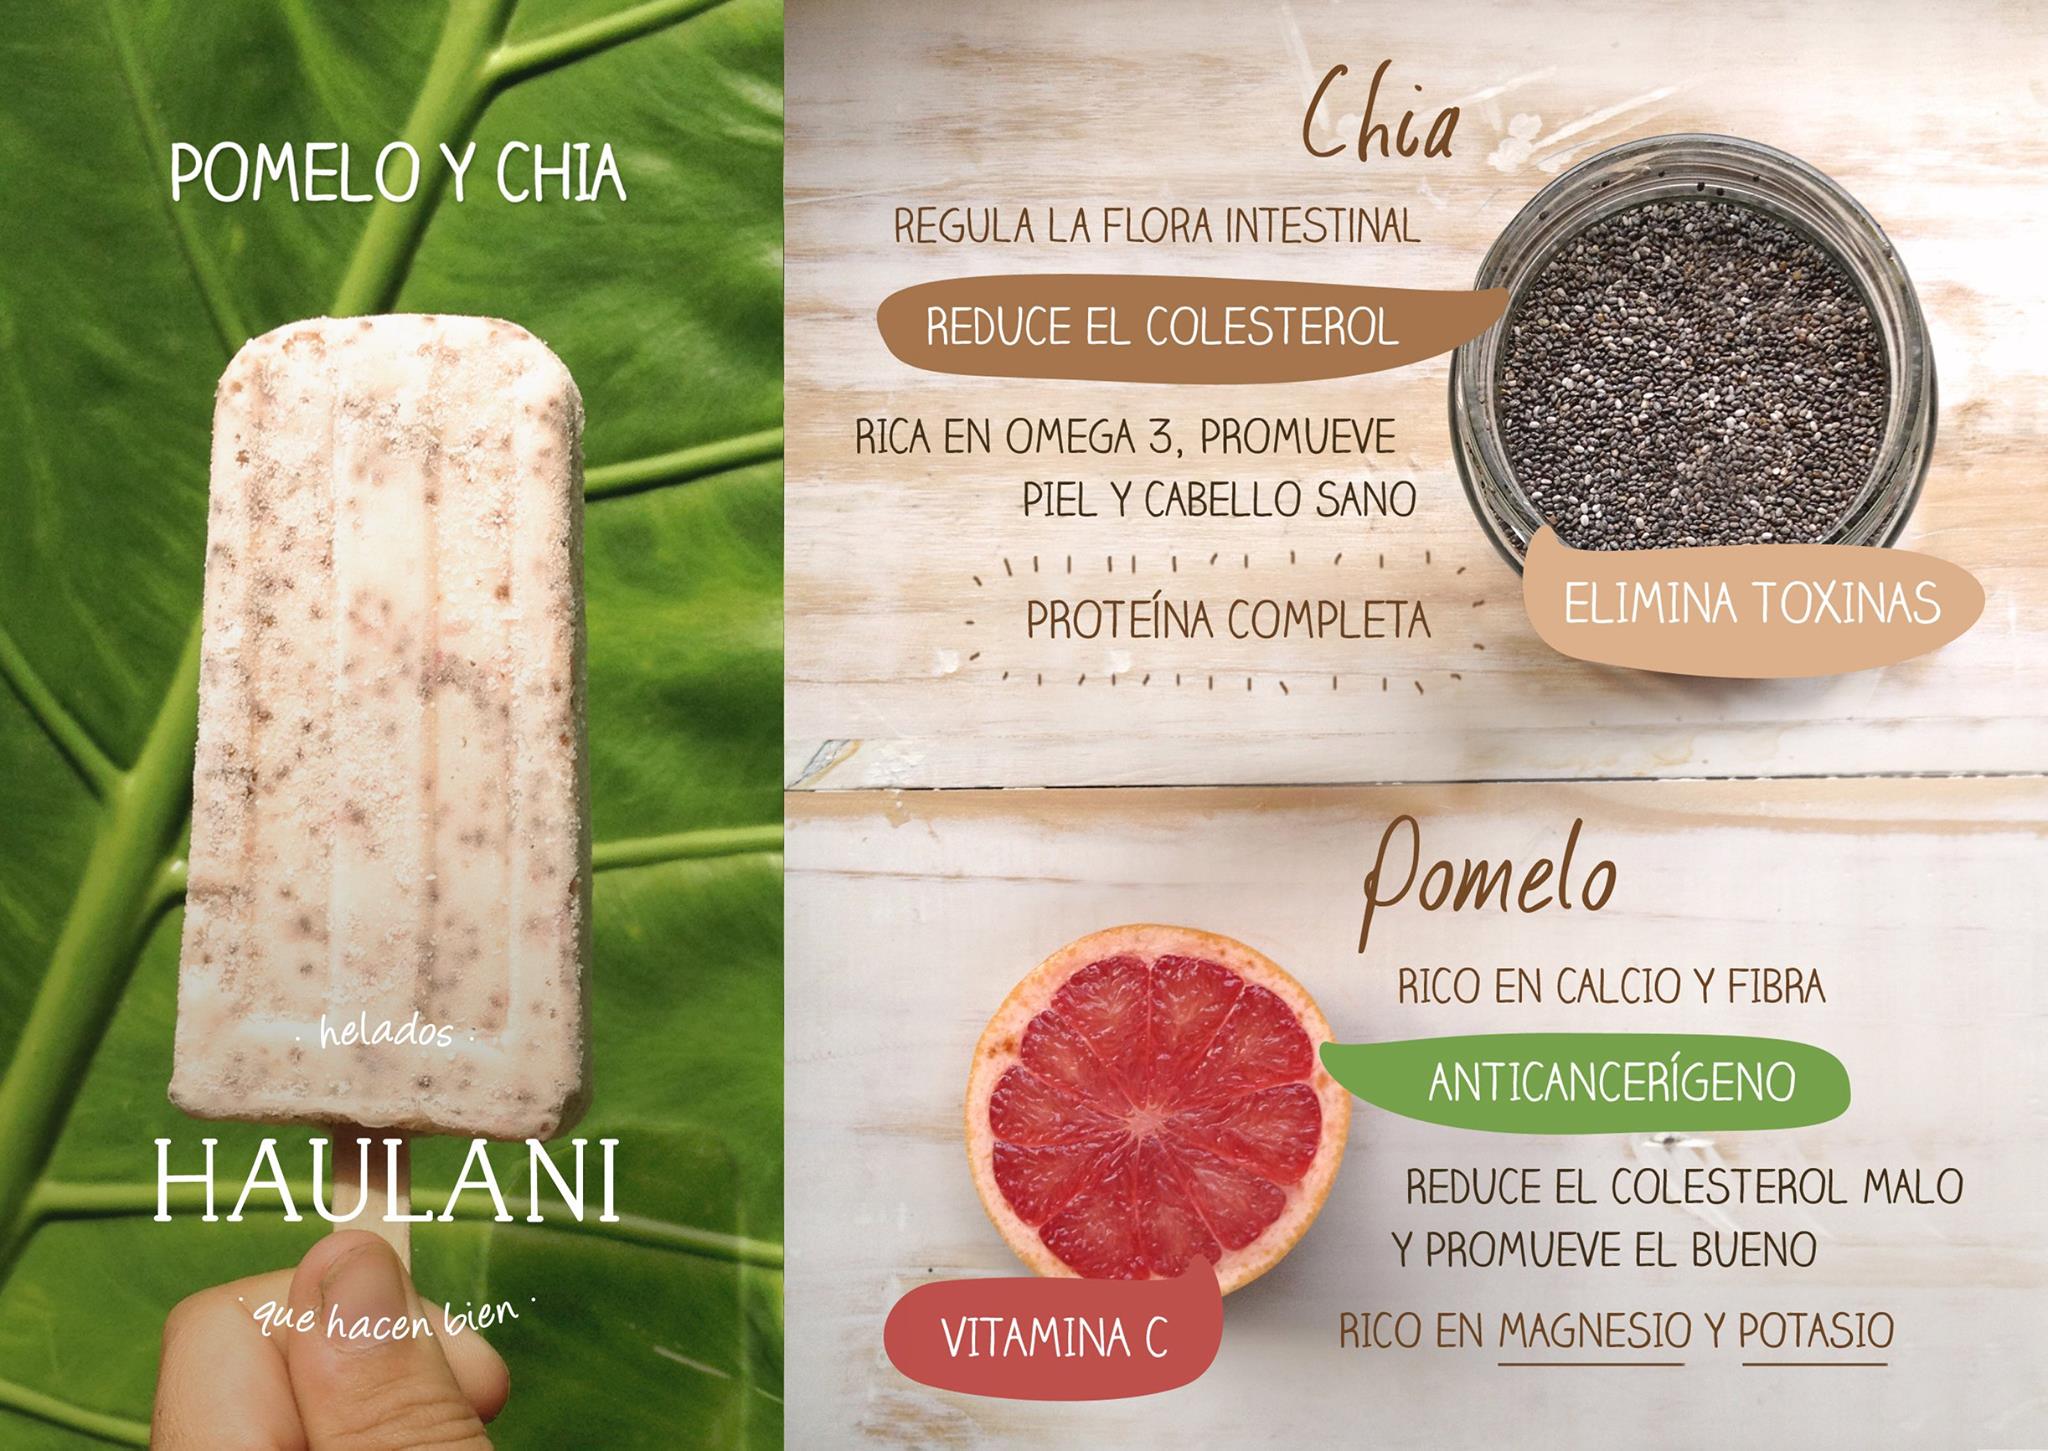 POMELO Y CHIA
· helados ·
HAULANI
· que hacen bien ·
Chia
REGULA LA FLORA INTESTINAL
REDUCE EL COLESTEROL
RICA EN OMEGA 3, PROMUEVE
PIEL Y CABELLO SANO
PROTEÍNA COMPLETA
ELIMINA TOXINAS
Pomelo
RICO EN CALCIO Y FIBRA
ANTICANCERÍGENO
REDUCE EL COLESTEROL MALO
Y PROMUEVE EL BUENO
VITAMINA C
RICO EN MAGNESIO Y POTASIO